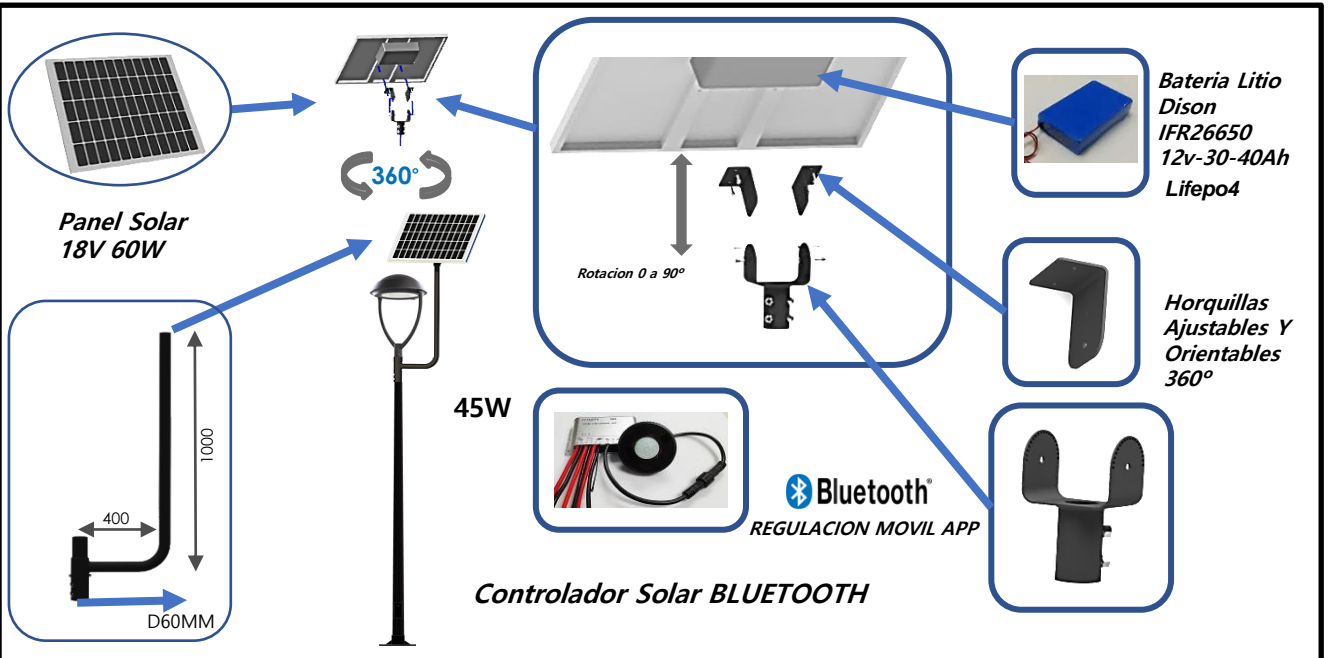 360°
Panel Solar
18V 60W
Bateria Litio
Dison
IFR26650
12v-30-40Ah
Lifepo4
Rotacion 0 a 90º
Horquillas
Ajustables Y
Orientables
360º
1000
400
D60MM
45W
Bluetooth®
REGULACION MOVIL APP
Controlador Solar BLUETOOTH